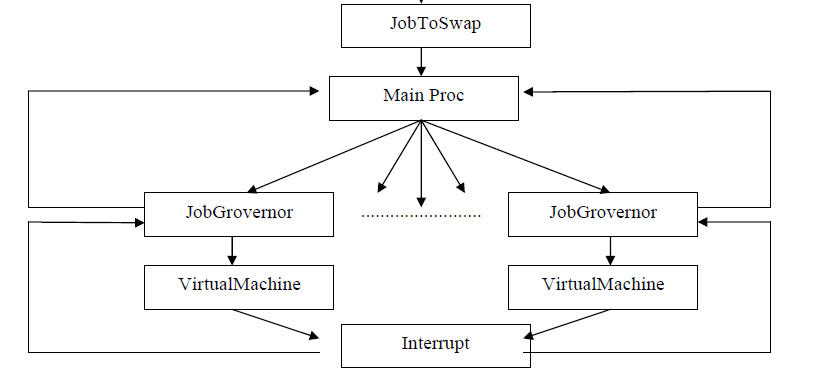 JobToSwap
Main Proc
JobGrovernor
.........................
JobGrovernor
VirtualMachine
VirtualMachine
Interrupt